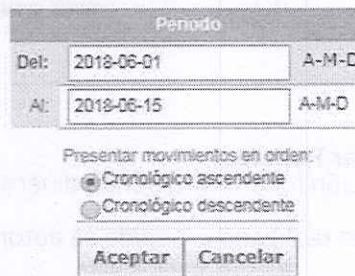 Periodo
Del: 2018-06-01 A-M-D
Al: 2018-06-15 A-M-D
Presentar movimientos en orden:
Cronológico ascendente
Cronológico descendente
Aceptar Cancelar